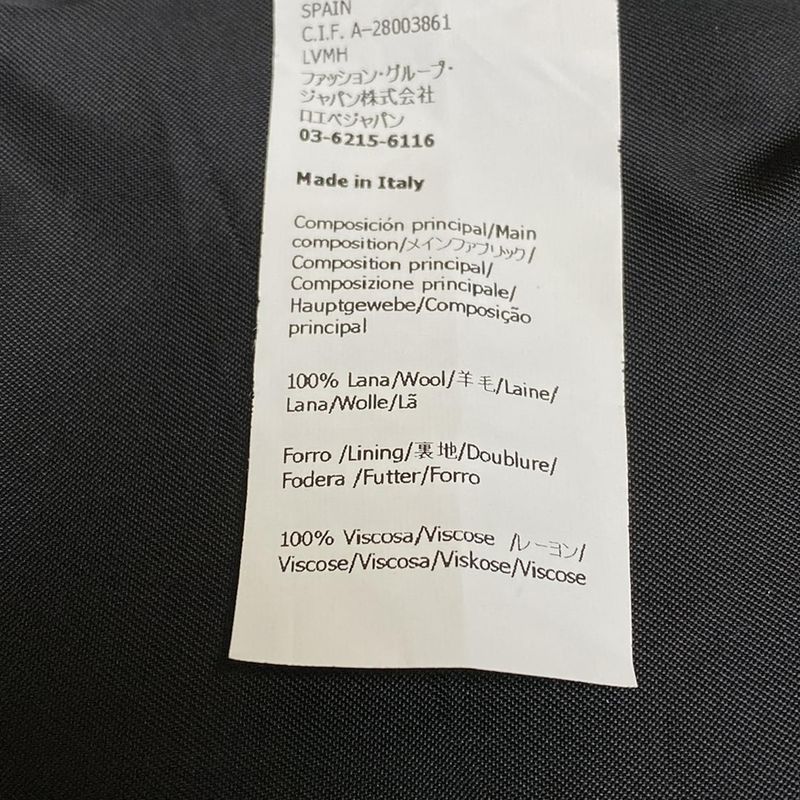 SPAIN
C.I.F. A-28003861
LVMH
ファッション・グループ・
ジャパン株式会社
ロエベジャパン
03-6215-6116
Made in Italy
Composición principal/Main
composition/メインファブリック/
Composition principal/
Composizione principale/
Hauptgewebe/Composição
principal
100% Lana/Wool/羊毛/Laine/
Lana/Wolle/Lã
Forro /Lining/裏地/Doublure/
Fodera /Futter/Forro
100% Viscosa/Viscose /レーヨン/
Viscose/Viscosa/Viskose/Viscose